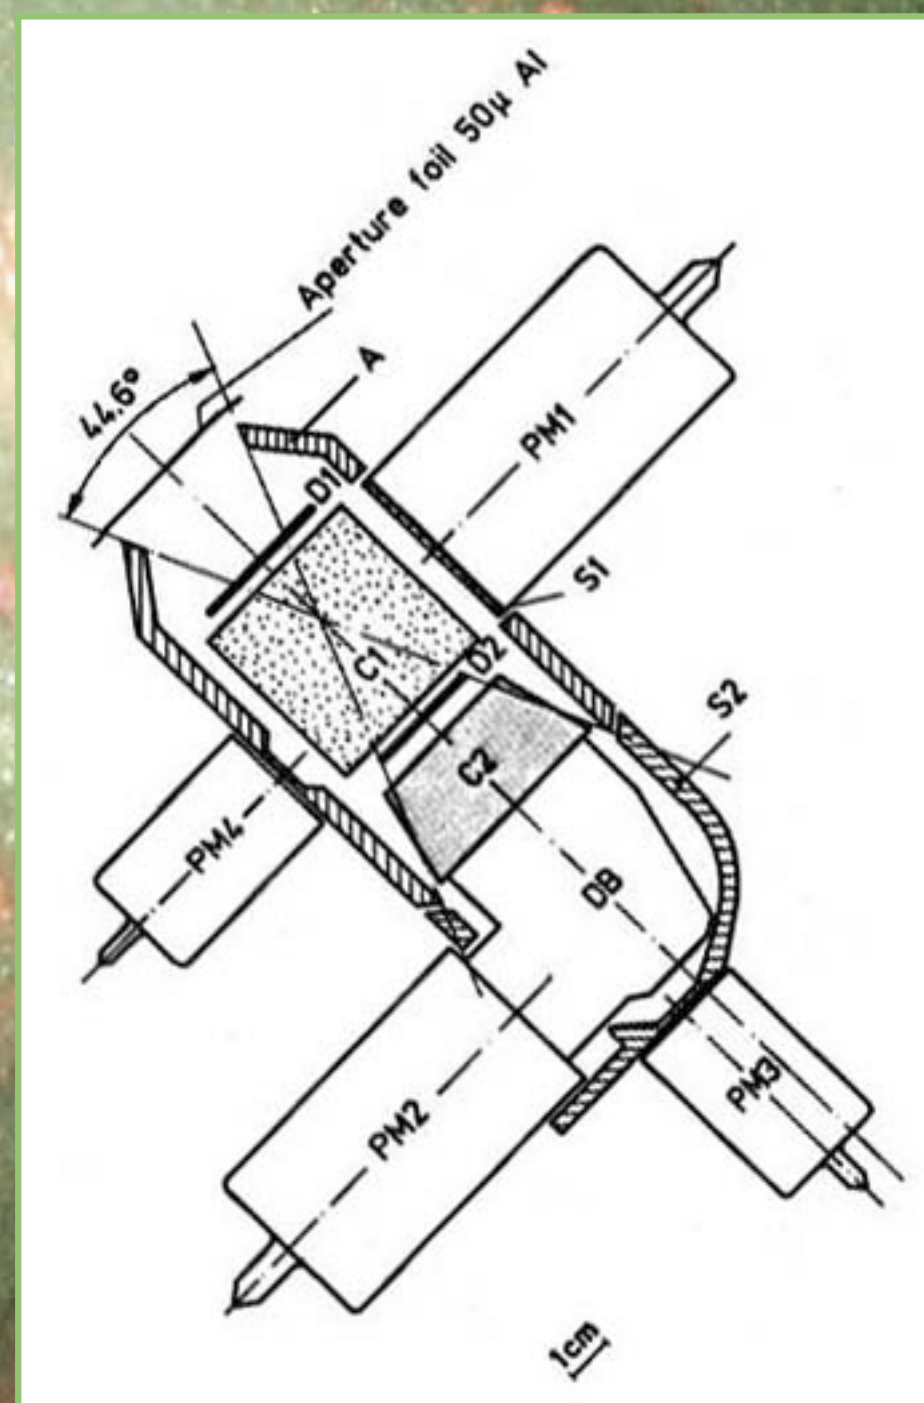 Aperture foil 50μ Al
44.6°
A
D1
PM1
S1
C1
D2
S2
C2
PM4
DB
PM3
PM2
1cm